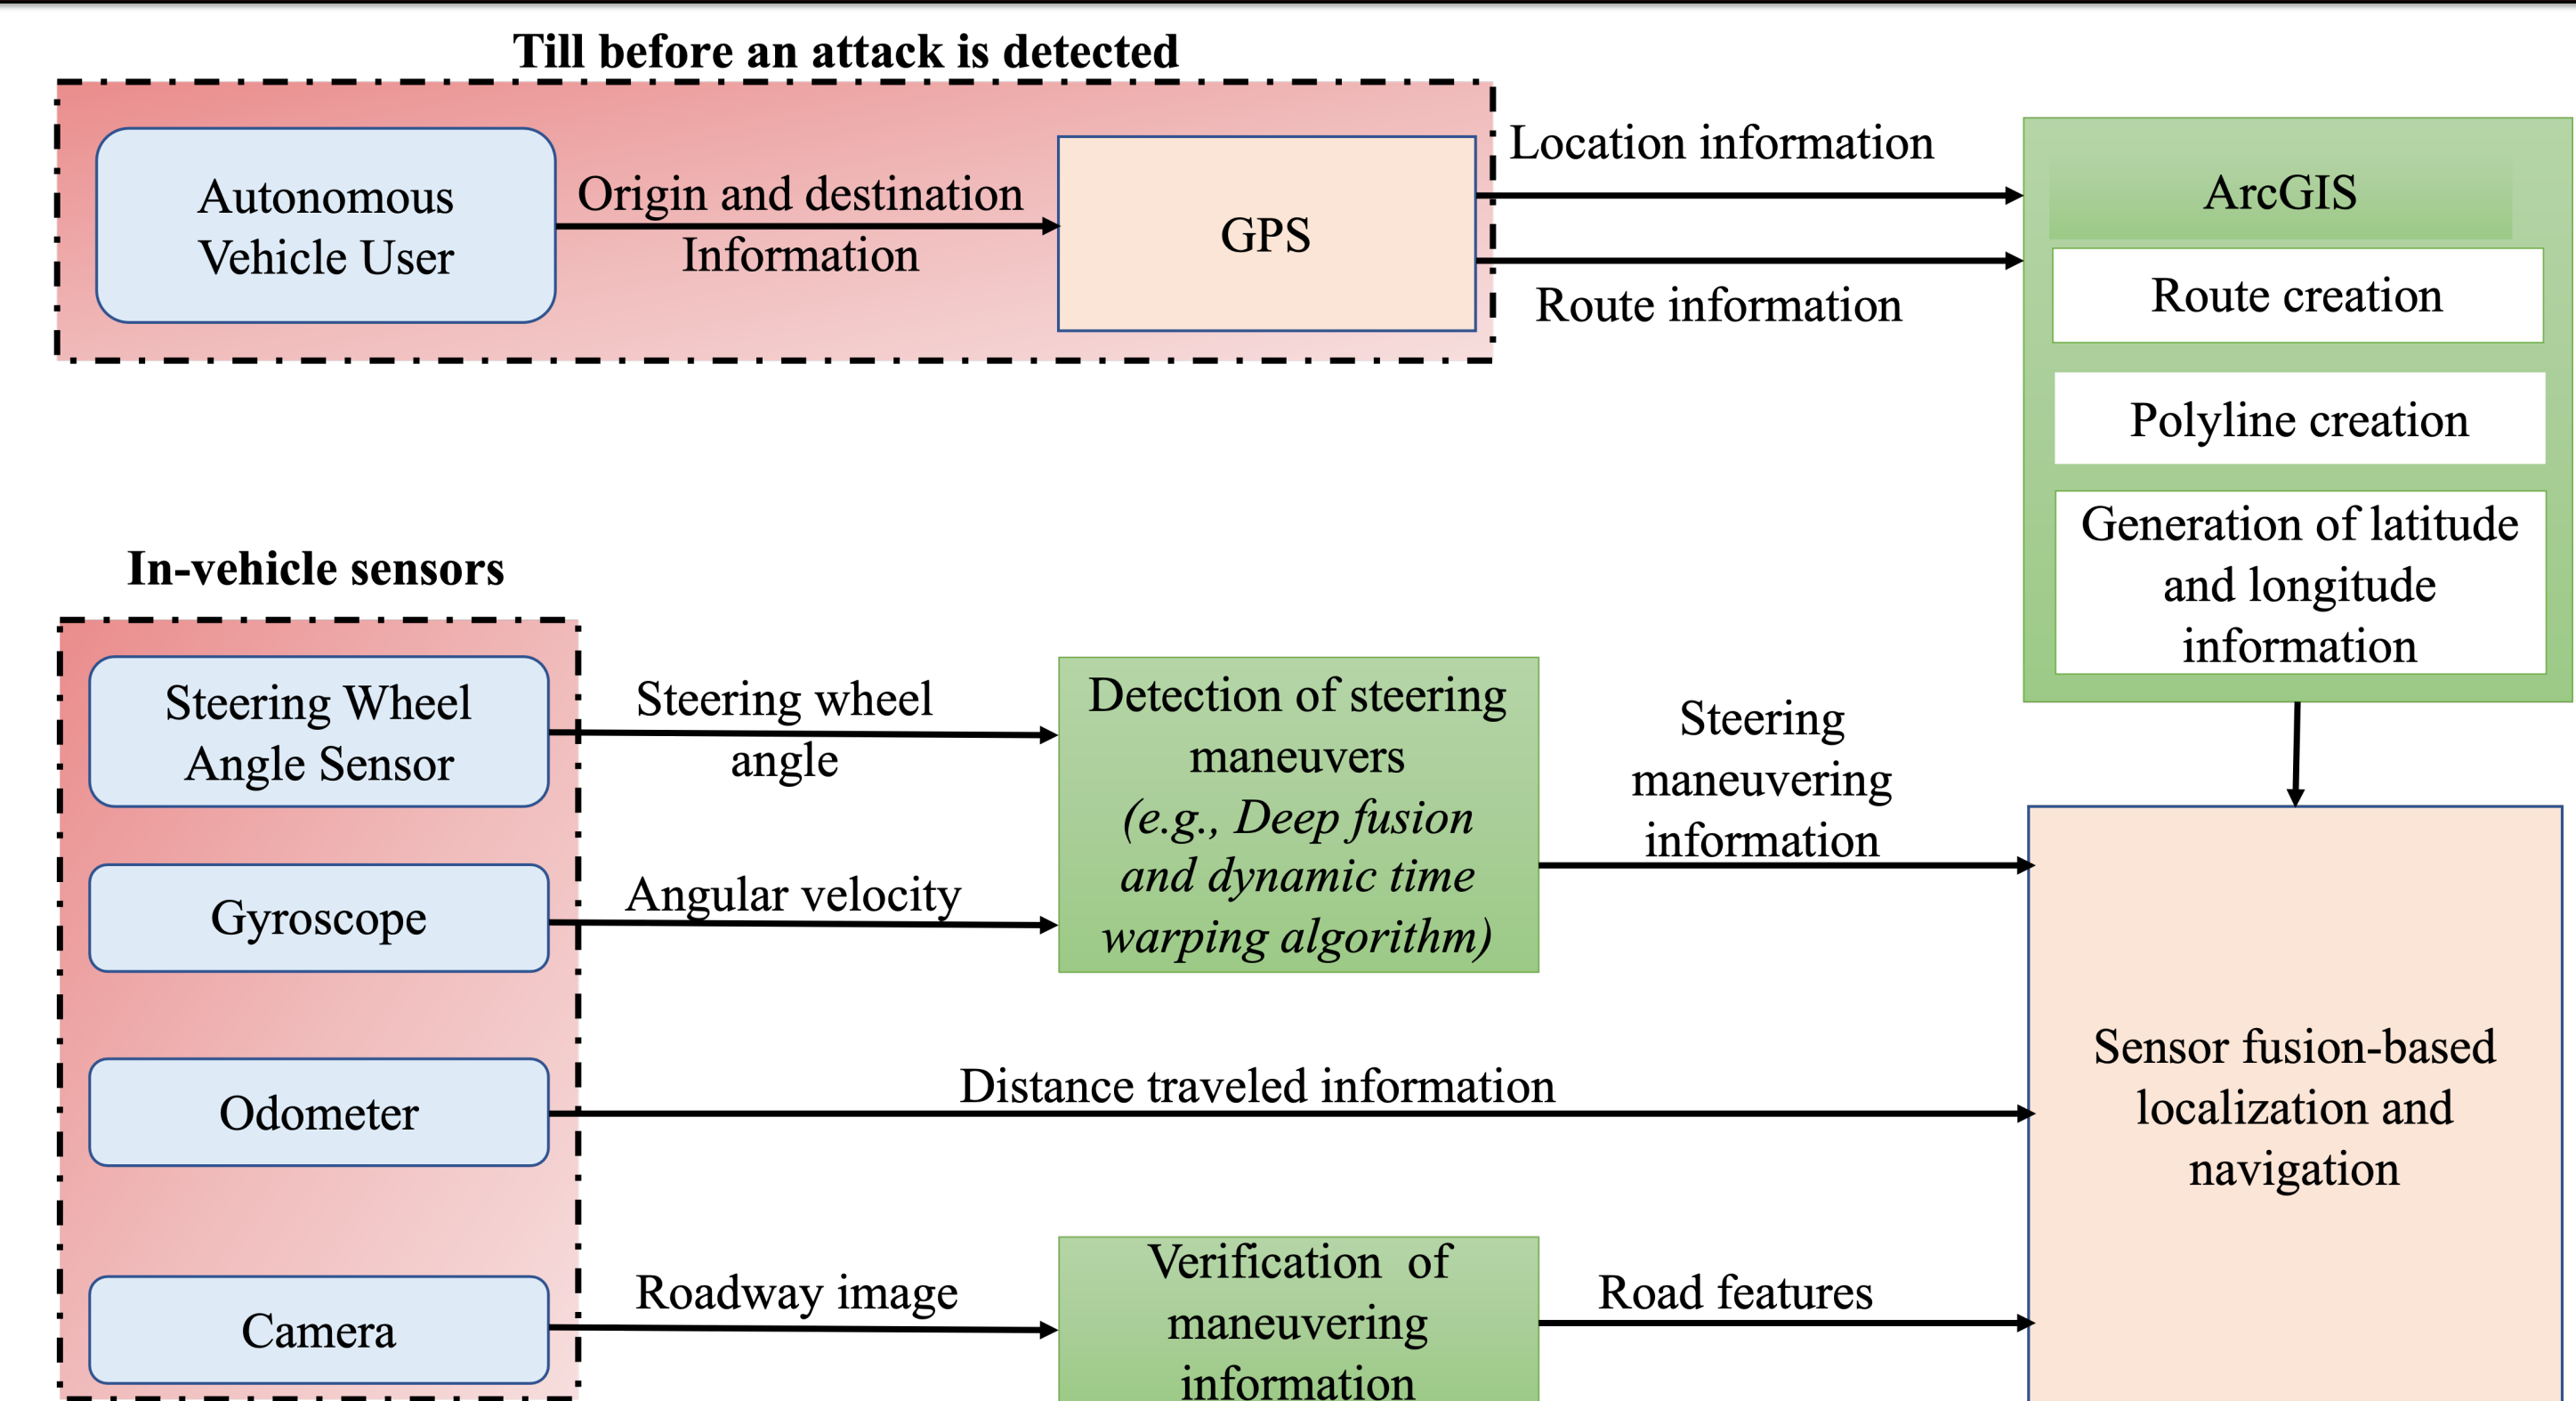 Till before an attack is detected
Autonomous
Vehicle User
Origin and destination
Information
GPS
Location information
Route information
ArcGIS
Route creation
Polyline creation
Generation of latitude
and longitude
information
In-vehicle sensors
Steering Wheel
Angle Sensor
Steering wheel
angle
Gyroscope
Angular velocity
Detection of steering
maneuvers
(e.g., Deep fusion
and dynamic time
warping algorithm)
Steering
maneuvering
information
Odometer
Distance traveled information
Sensor fusion-based
localization and
navigation
Camera
Roadway image
Verification of
maneuvering
information
Road features